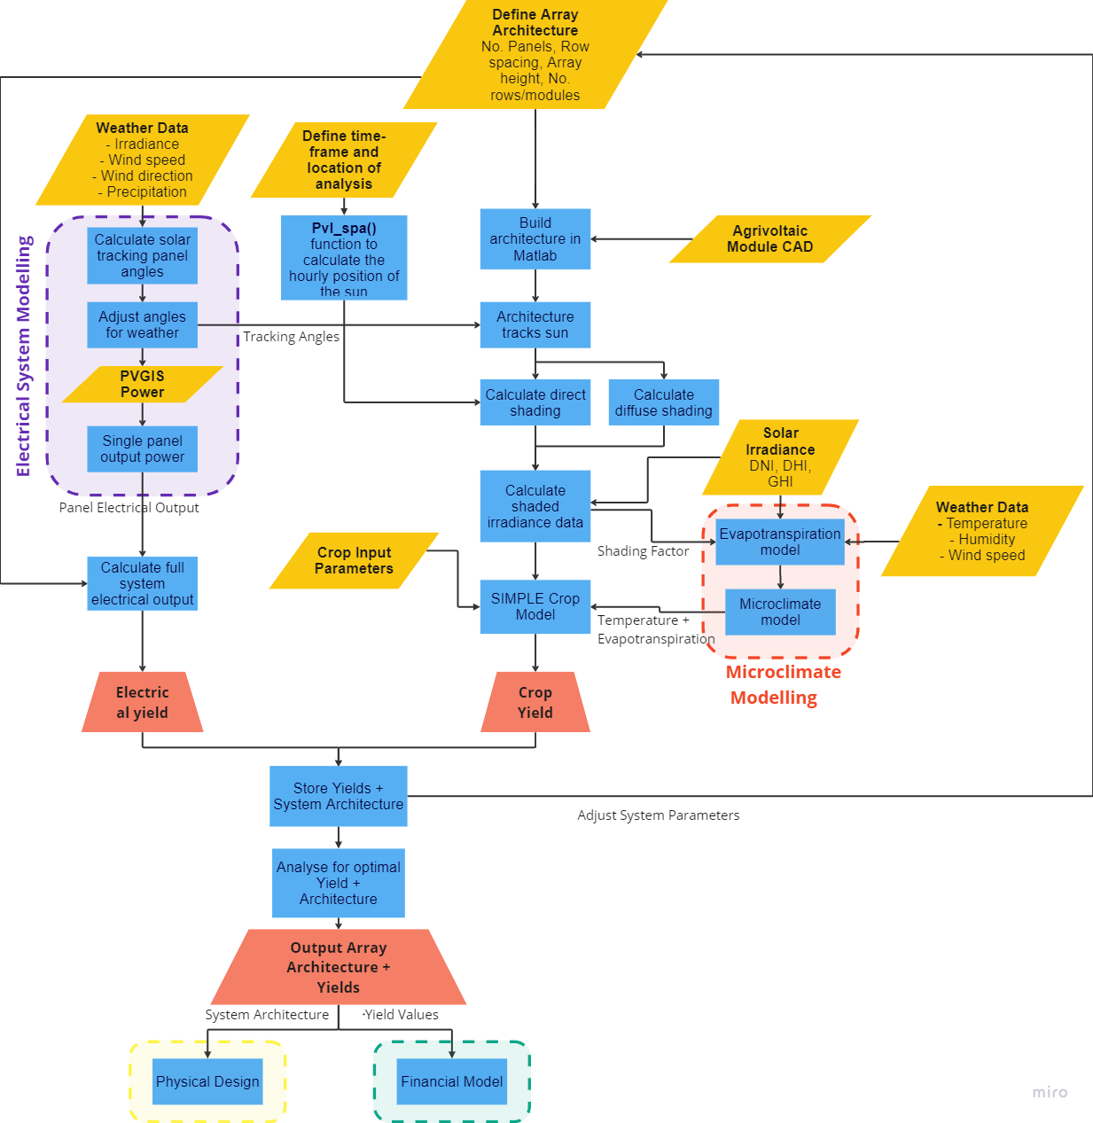 Define Array
Architecture
No. Panels, Row
spacing, Array
height, No.
rows/modules
Weather Data
- Irradiance
- Wind speed
- Wind direction
- Precipitation
Define time-
frame and
location of
analysis
Electrical System Modelling
Calculate solar
tracking panel
angles
Pvl_spa()
function to
calculate the
hourly position of
the sun
Build
architecture in
Matlab
Agrivoltaic
Module CAD
Adjust angles
for weather
Tracking Angles
Architecture
tracks sun
PVGIS
Power
Calculate direct
shading
Calculate
diffuse shading
Single panel
output power
Solar
Irradiance
DNI, DHI,
GHI
Panel Electrical Output
Calculate
shaded
irradiance data
Shading Factor
Evapotranspiration
model
Weather Data
- Temperature
- Humidity
- Wind speed
Crop Input
Parameters
Calculate full
system
electrical output
SIMPLE Crop
Model
Temperature +
Evapotranspiration
Microclimate
model
Microclimate
Modelling
Electric
al yield
Crop
Yield
Store Yields +
System Architecture
Adjust System Parameters
Analyse for optimal
Yield +
Architecture
Output Array
Architecture +
Yields
System Architecture
·Yield Values
Physical Design
Financial Model
miro